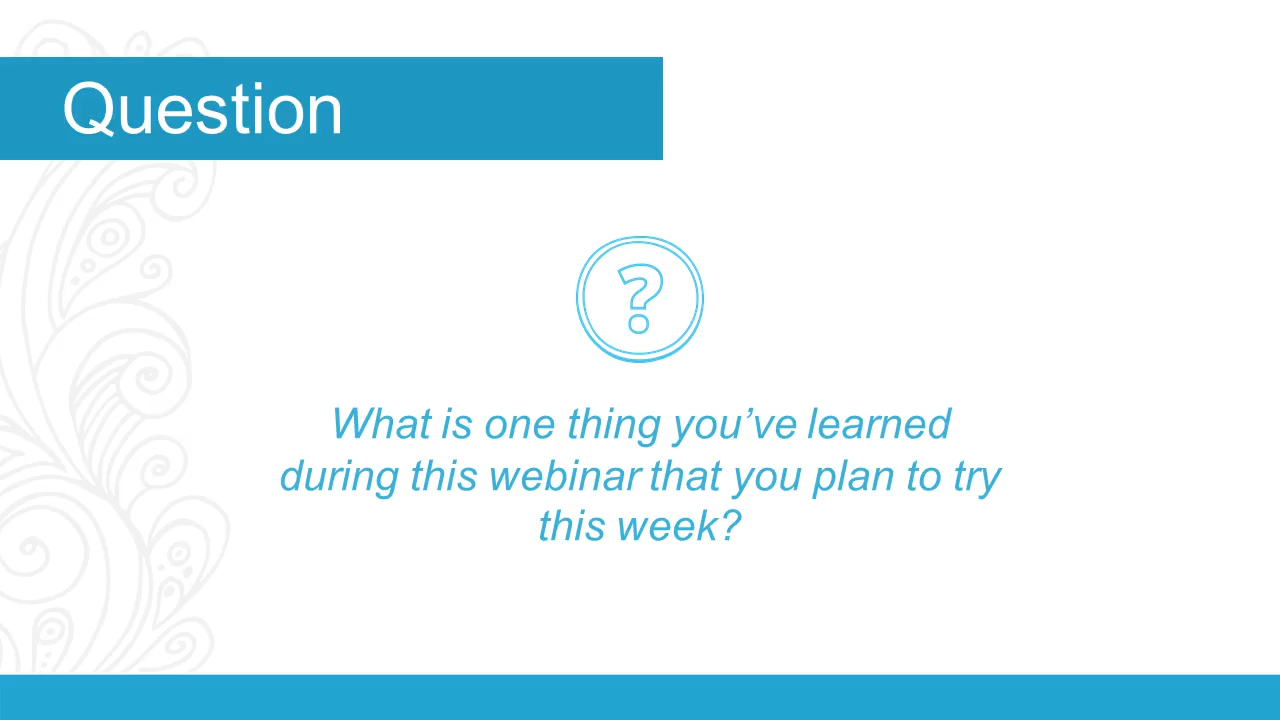 Question
?
What is one thing you’ve learned
during this webinar that you plan to try
this week?